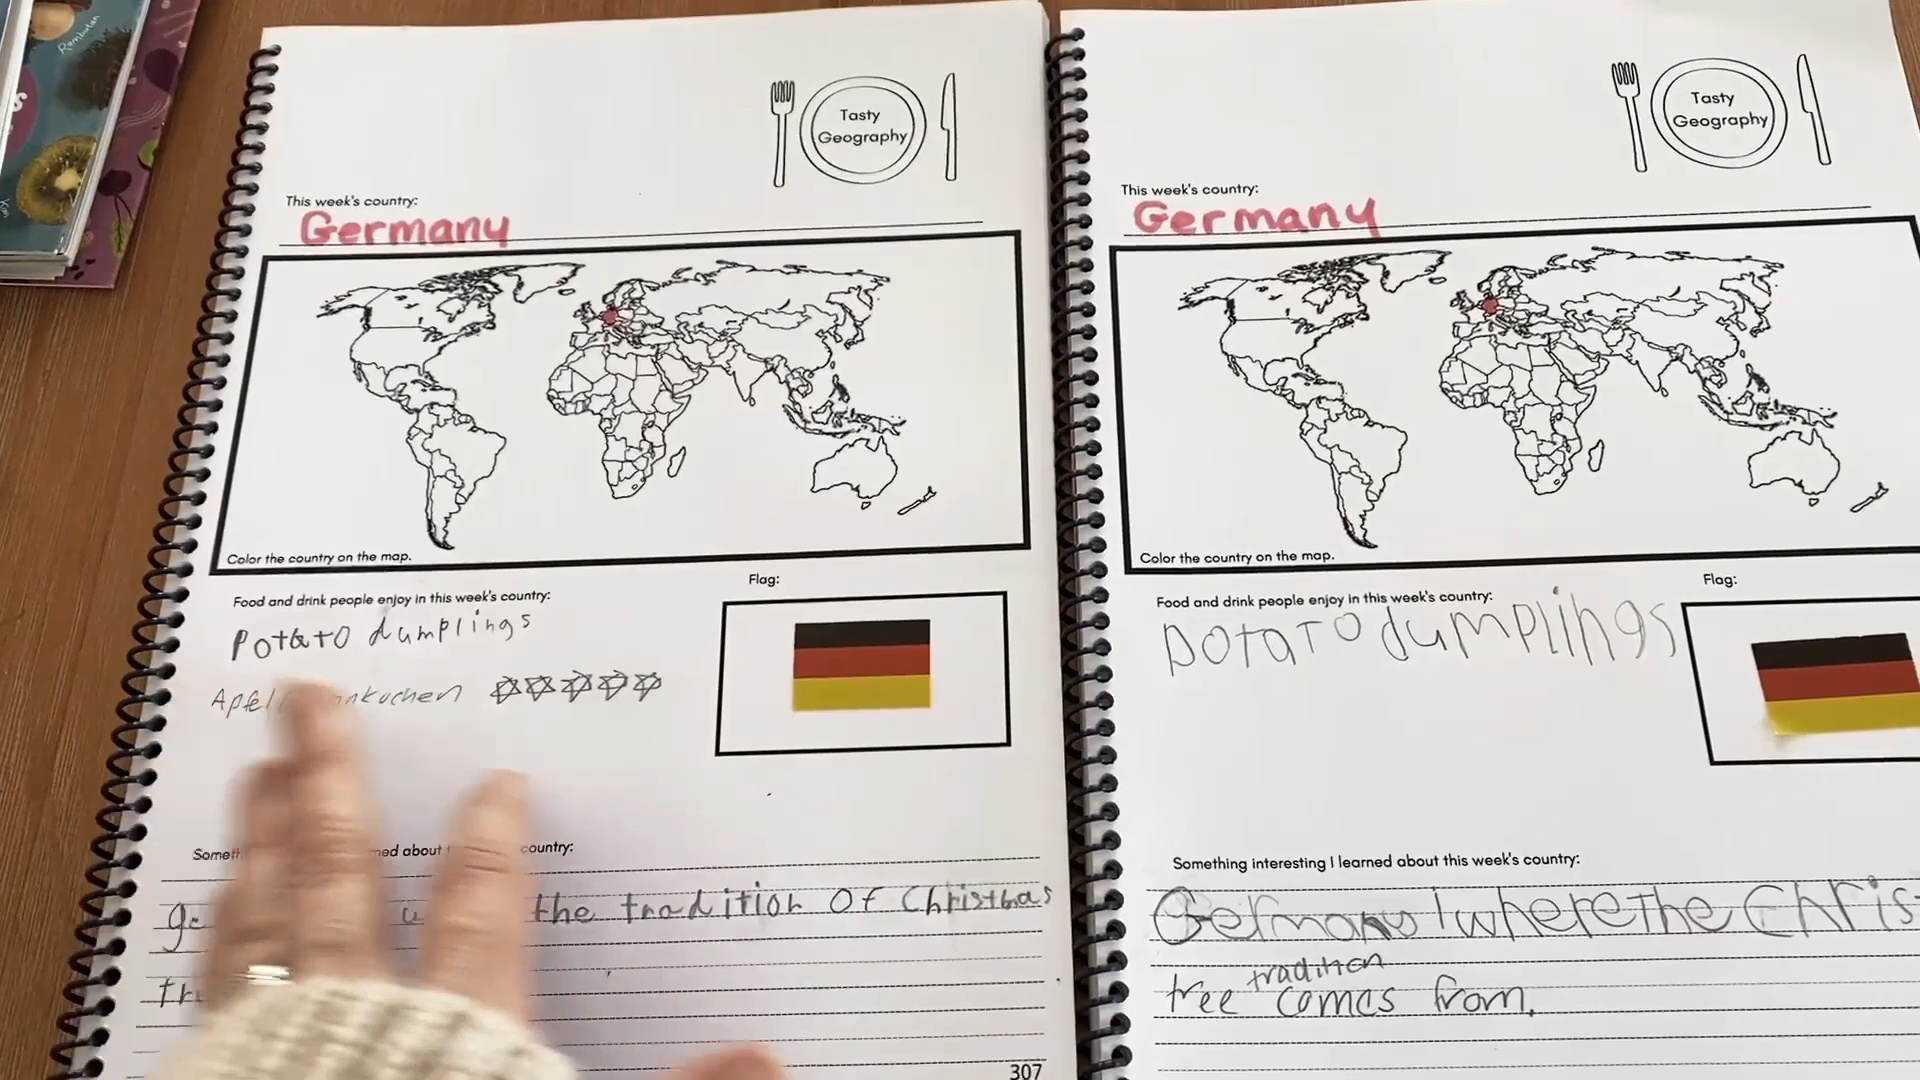 Rambutan
Kiwi
Tasty
Geography
This week's country:
Germany
Color the country on the map.
Food and drink people enjoy in this week's country:
Potato dumplings
Flag:
country:
the tradition Of Christmas
307
Tasty
Geography
This week's country:
Germany
Color the country on the map.
Food and drink people enjoy in this week's country:
potato dumplings
Flag:
Something interesting I learned about this week's country:
where The Chris
tradition
tree comes from.